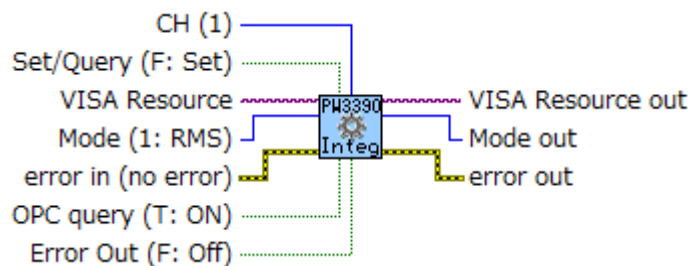 CH (1)
Set/Query (F: Set)
VISA Resource
PW3390
VISA Resource out
Mode (1: RMS)
Mode out
Integ
error in (no error)
error out
OPC query (T: ON)
Error Out (F: Off)